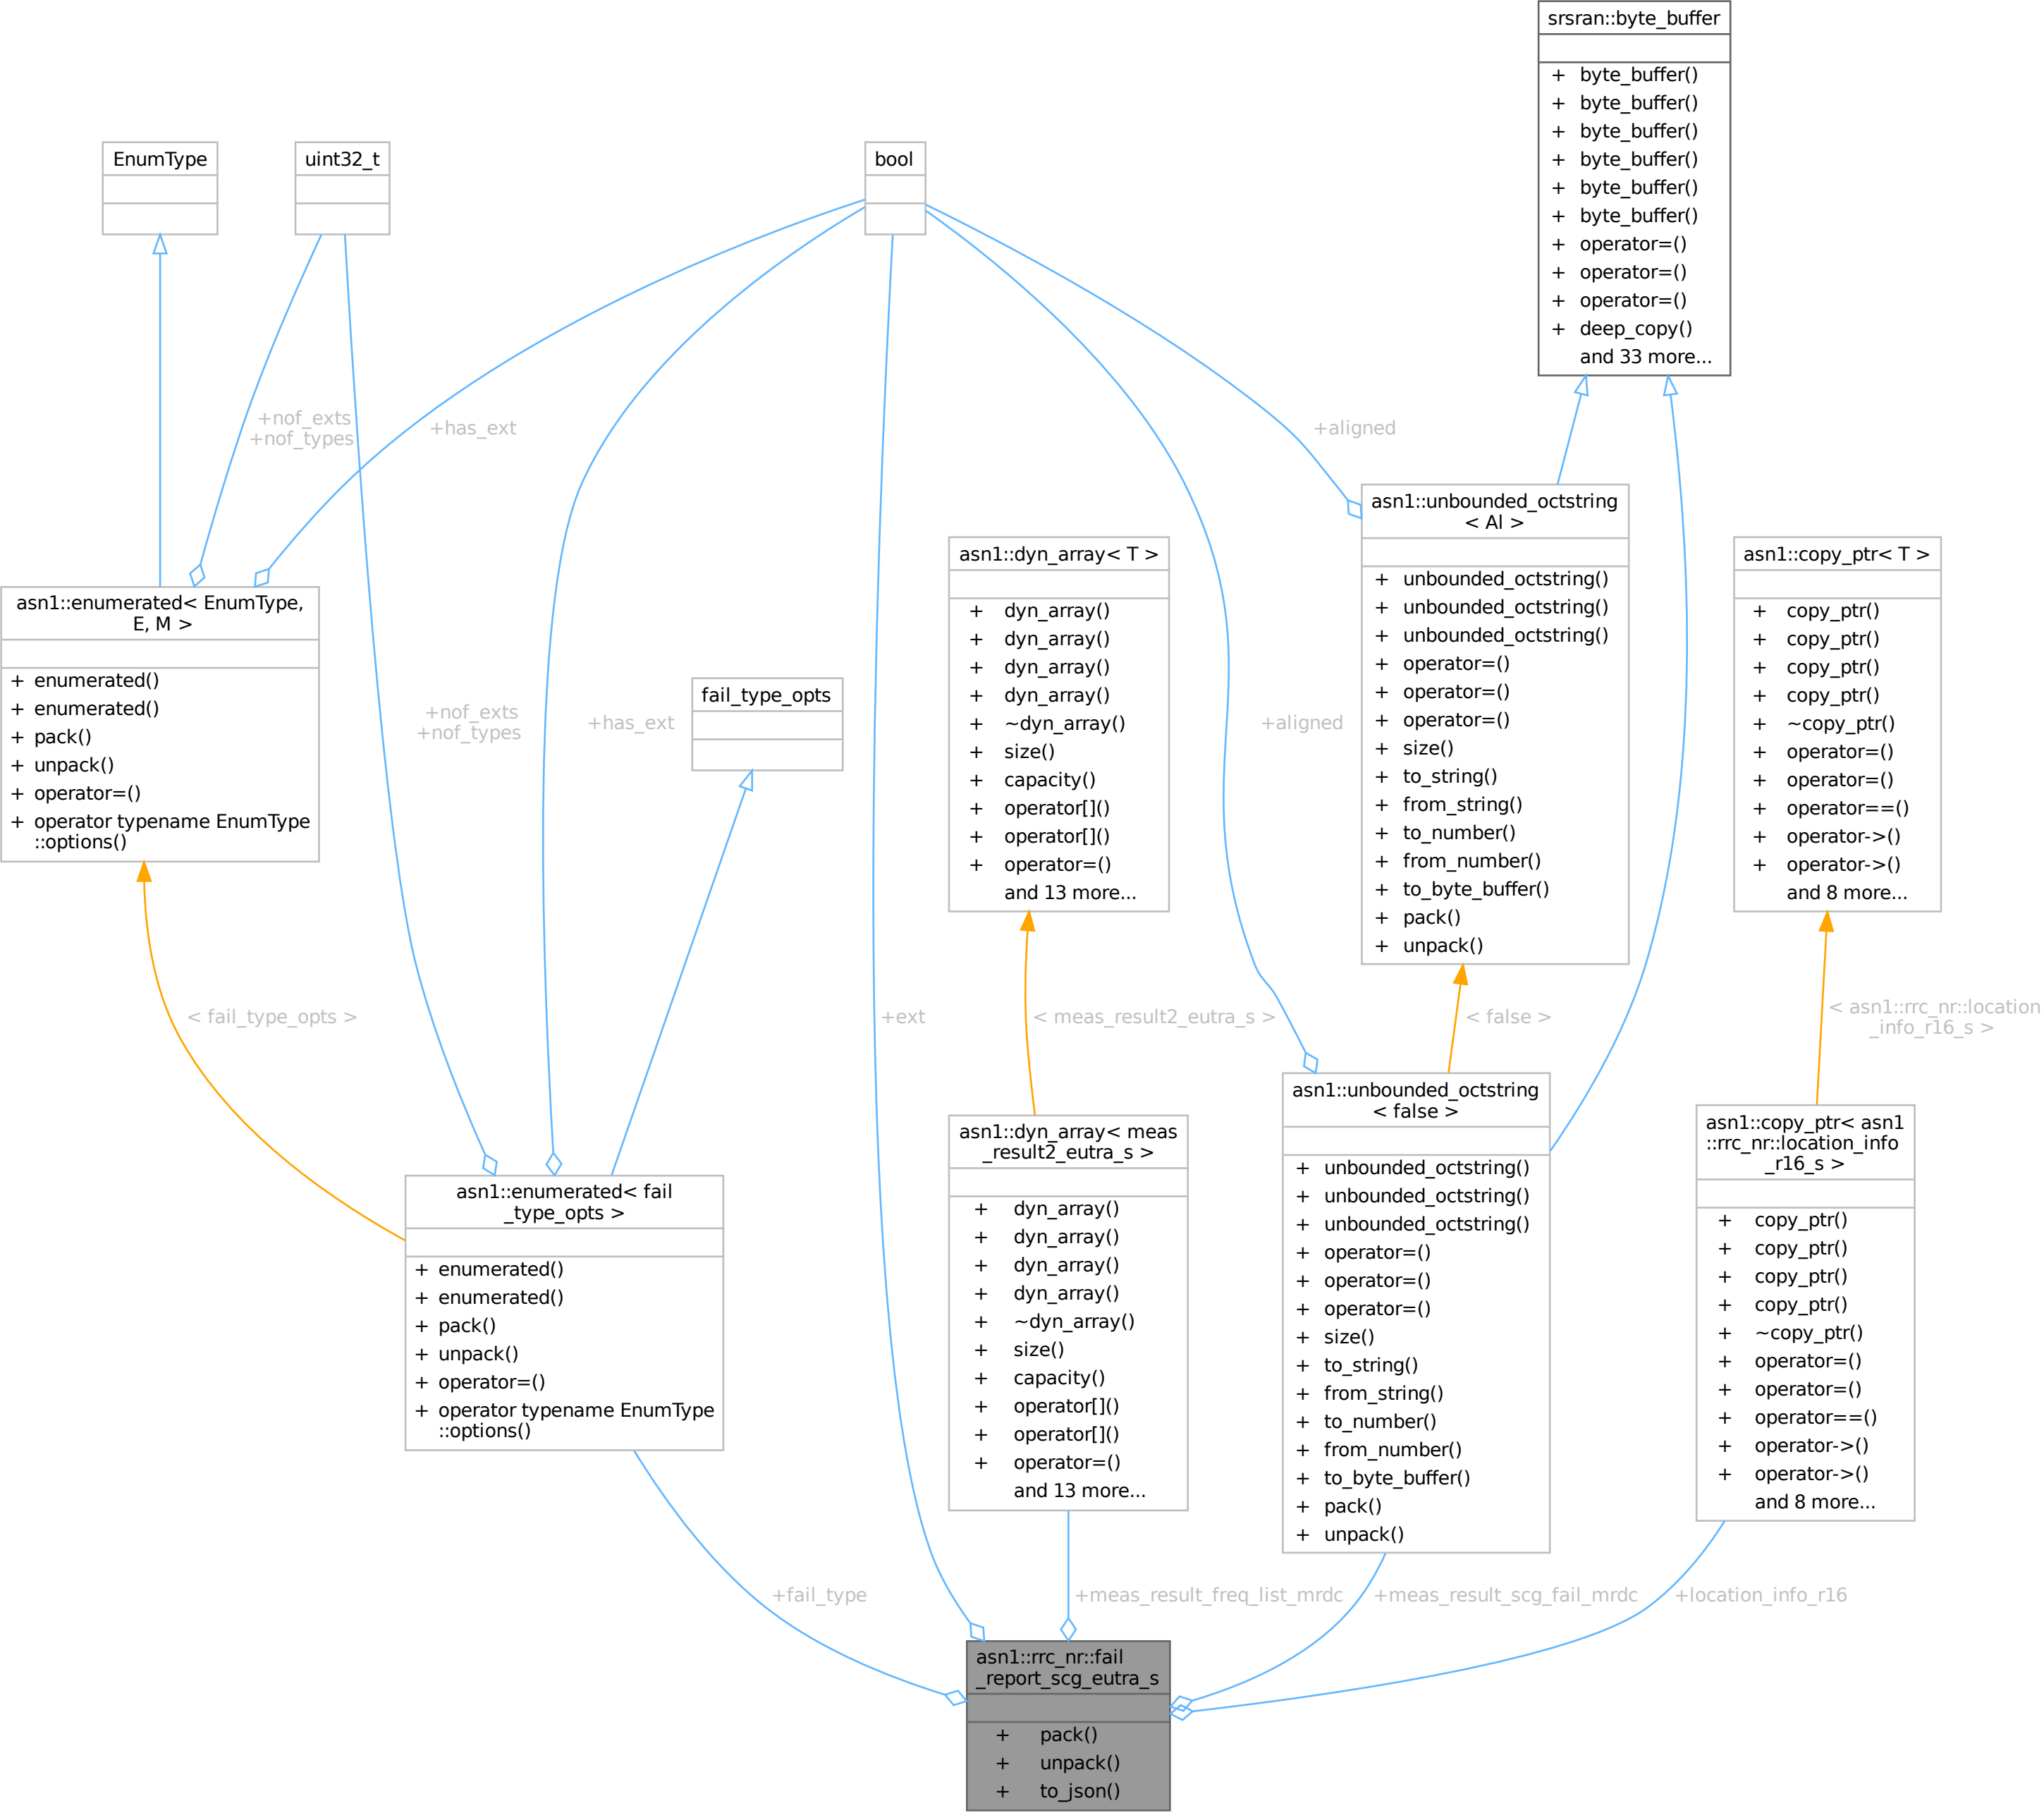 srsran::byte_buffer
+ byte_buffer()
+ byte_buffer()
+ byte_buffer()
+ byte_buffer()
+ byte_buffer()
+ byte_buffer()
+ operator=()
+ operator=()
+ operator=()
+ deep_copy()
and 33 more...
EnumType
uint32_t
bool
+nof_exts
+nof_types
+has_ext
+aligned
asn1::unbounded_octstring
< Al >
+ unbounded_octstring()
+ unbounded_octstring()
+ unbounded_octstring()
+ operator=()
+ operator=()
+ operator=()
+ size()
+ to_string()
+ from_string()
+ to_number()
+ from_number()
+ to_byte_buffer()
+ pack()
+ unpack()
asn1::dyn_array< T >
+ dyn_array()
+ dyn_array()
+ dyn_array()
+ dyn_array()
+ ~dyn_array()
+ size()
+ capacity()
+ operator[]()
+ operator[]()
+ operator=()
and 13 more...
asn1::copy_ptr< T >
+ copy_ptr()
+ copy_ptr()
+ copy_ptr()
+ copy_ptr()
+ ~copy_ptr()
+ operator=()
+ operator=()
+ operator==()
+ operator->()
+ operator->()
and 8 more...
asn1::enumerated< EnumType,
E, M >
+ enumerated()
+ enumerated()
+ pack()
+ unpack()
+ operator=()
+ operator typename EnumType
::options()
+nof_exts
+nof_types
+has_ext
fail_type_opts
+aligned
< fail_type_opts >
+ext
< meas_result2_eutra_s >
< false >
< asn1::rrc_nr::location
_info_r16_s >
asn1::enumerated< fail
_type_opts >
+ enumerated()
+ enumerated()
+ pack()
+ unpack()
+ operator=()
+ operator typename EnumType
::options()
asn1::dyn_array< meas
_result2_eutra_s >
+ dyn_array()
+ dyn_array()
+ dyn_array()
+ dyn_array()
+ ~dyn_array()
+ size()
+ capacity()
+ operator[]()
+ operator[]()
+ operator=()
and 13 more...
asn1::unbounded_octstring
< false >
+ unbounded_octstring()
+ unbounded_octstring()
+ unbounded_octstring()
+ operator=()
+ operator=()
+ operator=()
+ size()
+ to_string()
+ from_string()
+ to_number()
+ from_number()
+ to_byte_buffer()
+ pack()
+ unpack()
asn1::copy_ptr< asn1
::rrc_nr::location_info
_r16_s >
+ copy_ptr()
+ copy_ptr()
+ copy_ptr()
+ copy_ptr()
+ ~copy_ptr()
+ operator=()
+ operator=()
+ operator==()
+ operator->()
+ operator->()
and 8 more...
+fail_type
+meas_result_freq_list_mrdc
+meas_result_scg_fail_mrdc
+location_info_r16
asn1::rrc_nr::fail
_report_scg_eutra_s
+ pack()
+ unpack()
+ to_json()